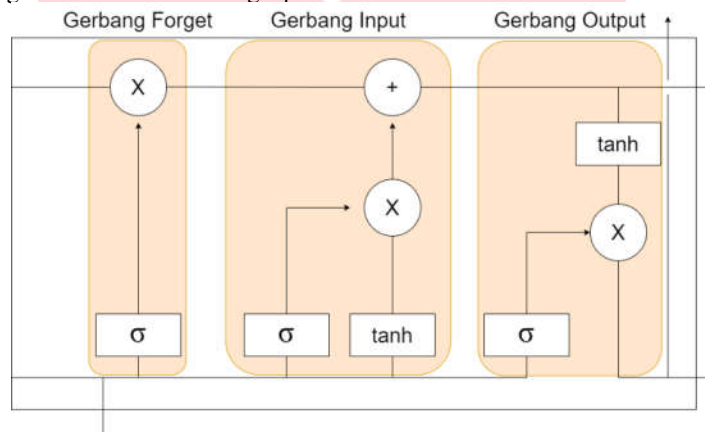 Gerbang Forget Gerbang Input Gerbang Output
X +
tanh
X
X
σ σ tanh σ